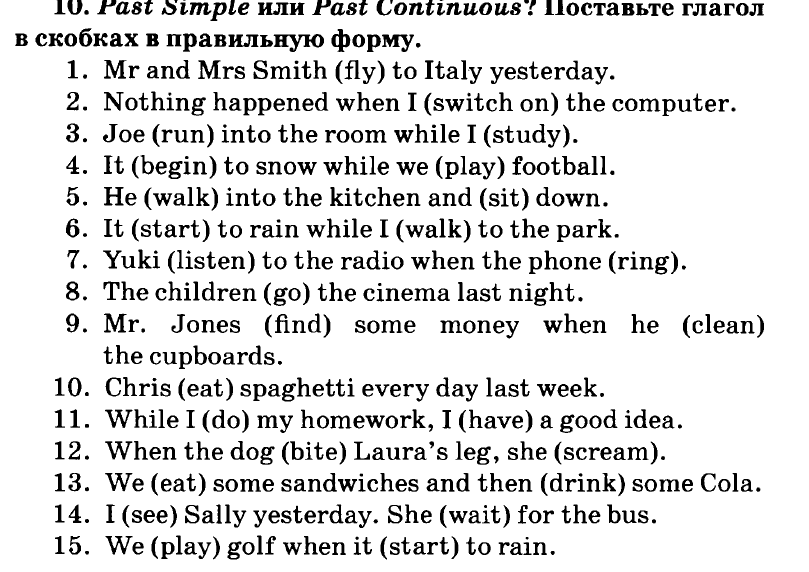 10. Past Simple или Past Continuous? Поставьте глагол
в скобках в правильную форму.
1. Mr and Mrs Smith (fly) to Italy yesterday.
2. Nothing happened when I (switch on) the computer.
3. Joe (run) into the room while I (study).
4. It (begin) to snow while we (play) football.
5. He (walk) into the kitchen and (sit) down.
6. It (start) to rain while I (walk) to the park.
7. Yuki (listen) to the radio when the phone (ring).
8. The children (go) the cinema last night.
9. Mr. Jones (find) some money when he (clean)
the cupboards.
10. Chris (eat) spaghetti every day last week.
11. While I (do) my homework, I (have) a good idea.
12. When the dog (bite) Laura's leg, she (scream).
13. We (eat) some sandwiches and then (drink) some Cola.
14. I (see) Sally yesterday. She (wait) for the bus.
15. We (play) golf when it (start) to rain.